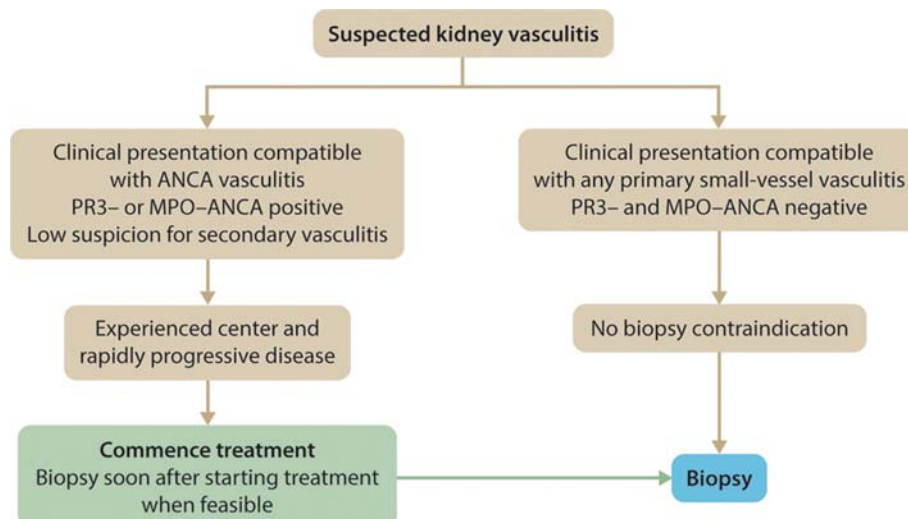 Suspected kidney vasculitis
Clinical presentation compatible
with ANCA vasculitis
PR3– or MPO–ANCA positive
Low suspicion for secondary vasculitis
Clinical presentation compatible
with any primary small-vessel vasculitis
PR3– and MPO–ANCA negative
Experienced center and
rapidly progressive disease
No biopsy contraindication
Commence treatment
Biopsy soon after starting treatment
when feasible
Biopsy